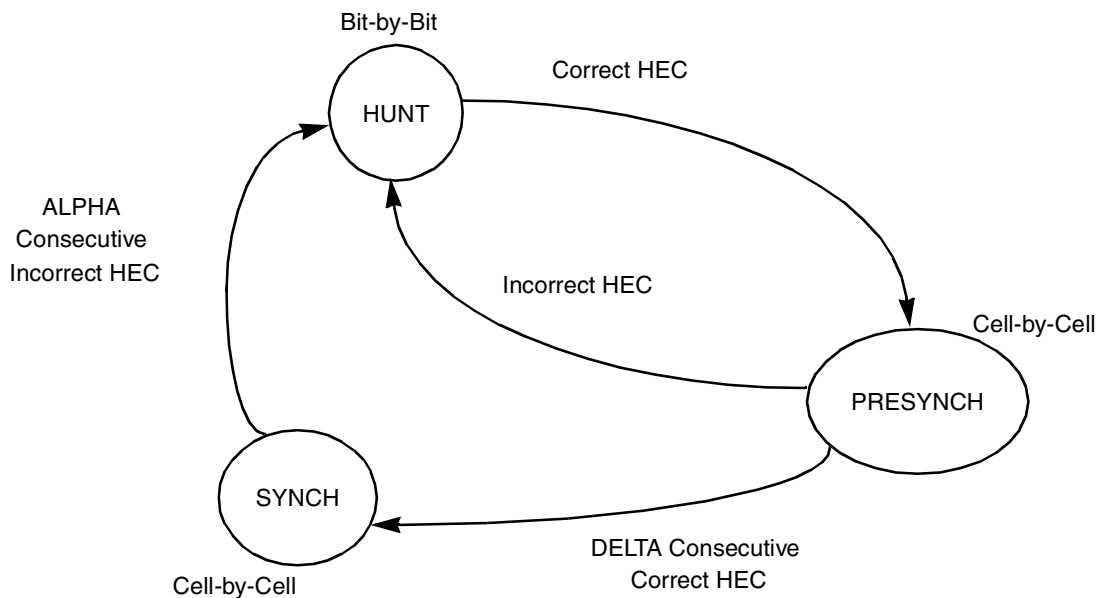 Bit-by-Bit
HUNT
Correct HEC
ALPHA
Consecutive
Incorrect HEC
Incorrect HEC
Cell-by-Cell
PRESYNCH
SYNCH
Cell-by-Cell
DELTA Consecutive
Correct HEC